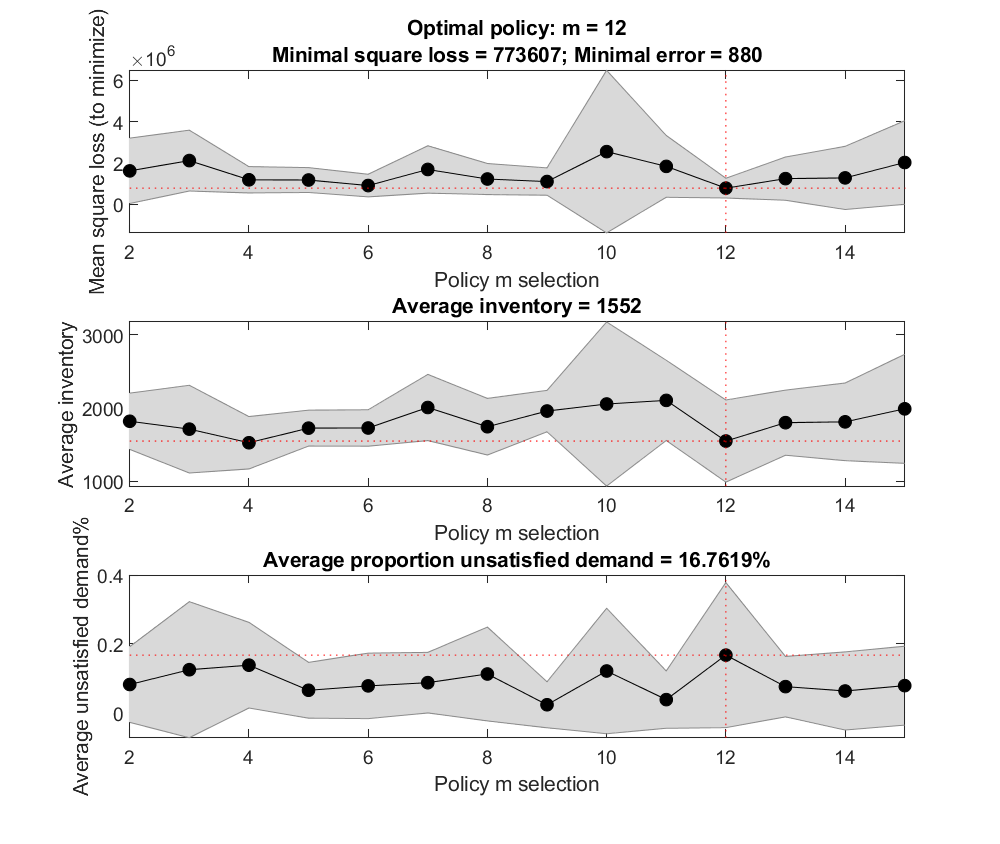 Optimal policy: m = 12
Minimal square loss = 773607; Minimal error = 880
×10⁶
Mean square loss (to minimize)
6
4
2
0
2 4 6 8 10 12 14
Policy m selection
Average inventory = 1552
Average inventory
3000
2000
1000
2 4 6 8 10 12 14
Policy m selection
Average proportion unsatisfied demand = 16.7619%
Average unsatisfied demand%
0.4
0.2
0
2 4 6 8 10 12 14
Policy m selection